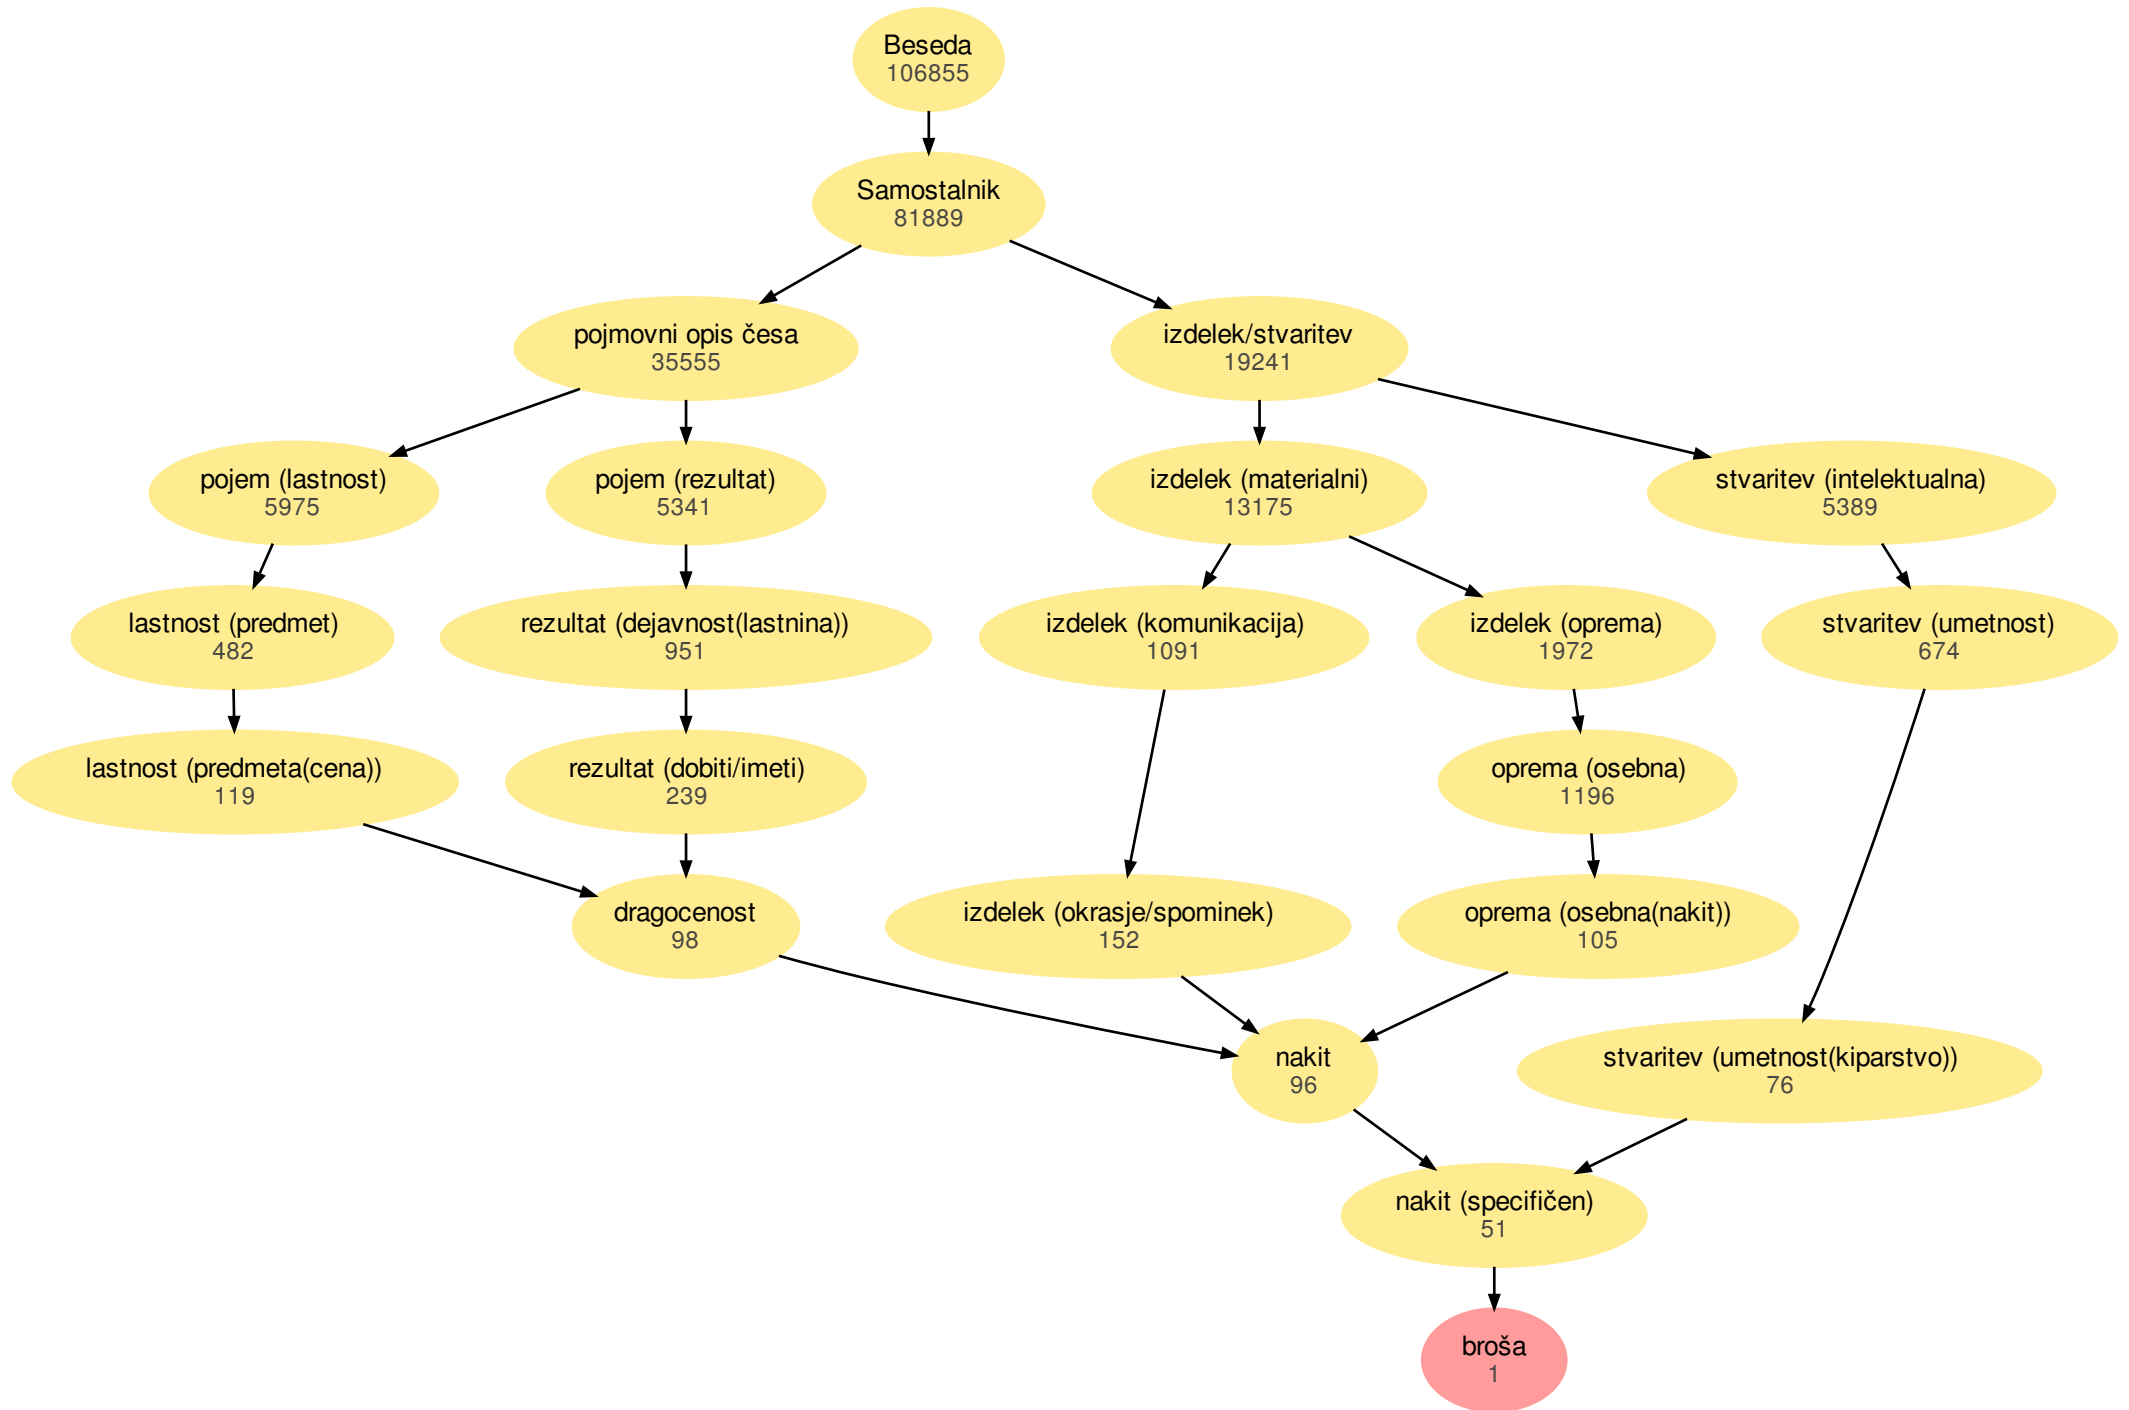 Beseda
106855
Samostalnik
81889
pojmovni opis česa
35555
izdelek/stvaritev
19241
pojem (lastnost)
5975
pojem (rezultat)
5341
izdelek (materialni)
13175
stvaritev (intelektualna)
5389
lastnost (predmet)
482
rezultat (dejavnost(lastnina))
951
izdelek (komunikacija)
1091
izdelek (oprema)
1972
stvaritev (umetnost)
674
lastnost (predmeta(cena))
119
rezultat (dobiti/imeti)
239
oprema (osebna)
1196
dragocenost
98
izdelek (okrasje/spominek)
152
oprema (osebna(nakit))
105
nakit
96
stvaritev (umetnost(kiparstvo))
76
nakit (specifičen)
51
broša
1